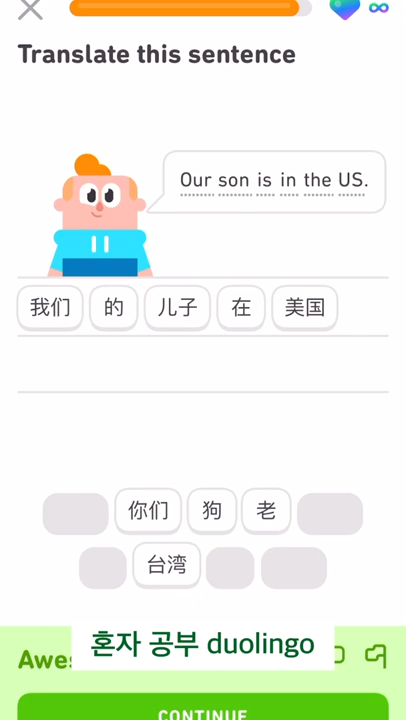 Translate this sentence
Our son is in the US.
我们 的 儿子 在 美国
你们 狗 老
台湾
혼자 공부 duolingo
CONTINUE